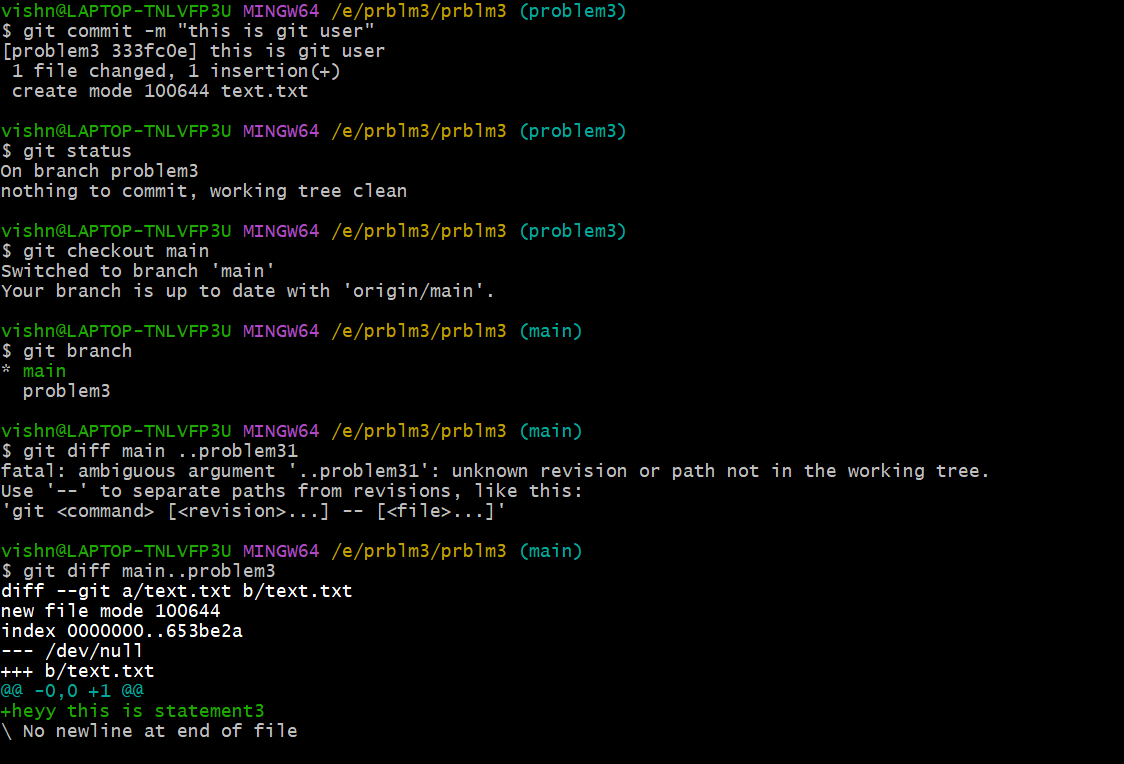 vishn@LAPTOP-TNLVFP3U MINGW64 /e/prblm3/prblm3 (problem3)
$ git commit -m "this is git user"
[problem3 333fc0e] this is git user
 1 file changed, 1 insertion(+)
 create mode 100644 text.txt

vishn@LAPTOP-TNLVFP3U MINGW64 /e/prblm3/prblm3 (problem3)
$ git status
On branch problem3
nothing to commit, working tree clean

vishn@LAPTOP-TNLVFP3U MINGW64 /e/prblm3/prblm3 (problem3)
$ git checkout main
Switched to branch 'main'
Your branch is up to date with 'origin/main'.

vishn@LAPTOP-TNLVFP3U MINGW64 /e/prblm3/prblm3 (main)
$ git branch
* main
  problem3

vishn@LAPTOP-TNLVFP3U MINGW64 /e/prblm3/prblm3 (main)
$ git diff main ..problem31
fatal: ambiguous argument '..problem31': unknown revision or path not in the working tree.
Use '--' to separate paths from revisions, like this:
'git <command> [<revision>...] -- [<file>...]'

vishn@LAPTOP-TNLVFP3U MINGW64 /e/prblm3/prblm3 (main)
$ git diff main..problem3
diff --git a/text.txt b/text.txt
new file mode 100644
index 0000000..653be2a
--- /dev/null
+++ b/text.txt
@@ -0,0 +1 @@
+heyy this is statement3
\ No newline at end of file